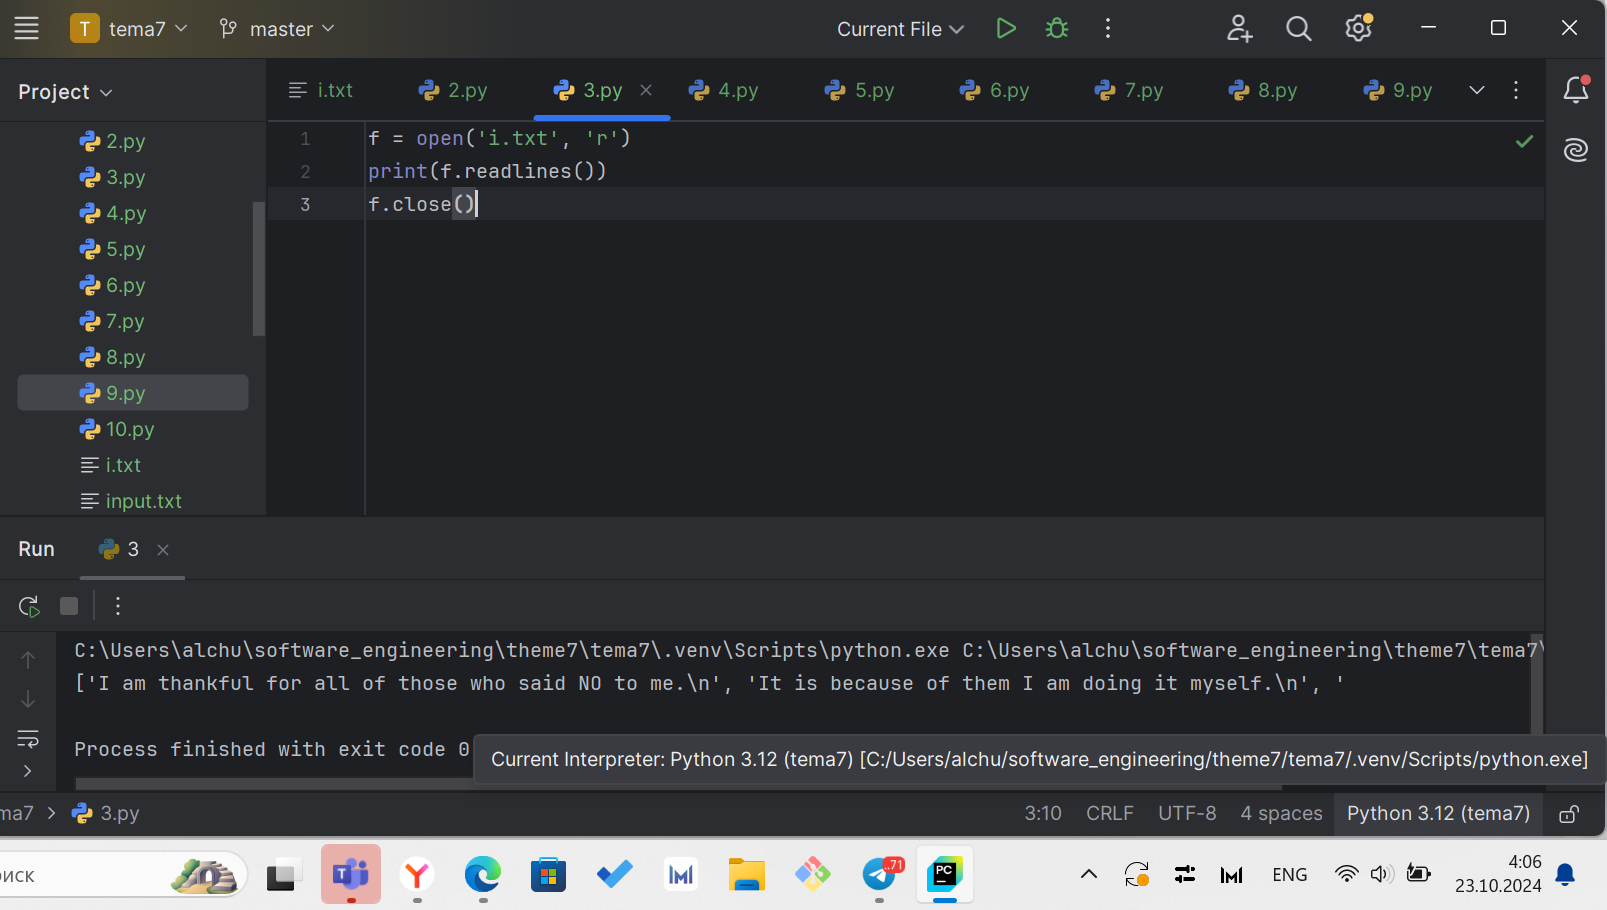 T tema7 master Current File
Project
i.txt 2.py 3.py 4.py 5.py 6.py 7.py 8.py 9.py
2.py
3.py
4.py
5.py
6.py
7.py
8.py
9.py
10.py
i.txt
input.txt
1 f = open('i.txt', 'r')
2 print(f.readlines())
3 f.close()
Run 3
C:\Users\alchu\software_engineering\theme7\tema7\.venv\Scripts\python.exe C:\Users\alchu\software_engineering\theme7\tema7\
['I am thankful for all of those who said NO to me.\n', 'It is because of them I am doing it myself.\n', '
Process finished with exit code 0
Current Interpreter: Python 3.12 (tema7) [C:/Users/alchu/software_engineering/theme7/tema7/.venv/Scripts/python.exe]
ma7 3.py 3:10 CRLF UTF-8 4 spaces Python 3.12 (tema7)
иск T Y M ..71 PC M ENG 4:06
23.10.2024